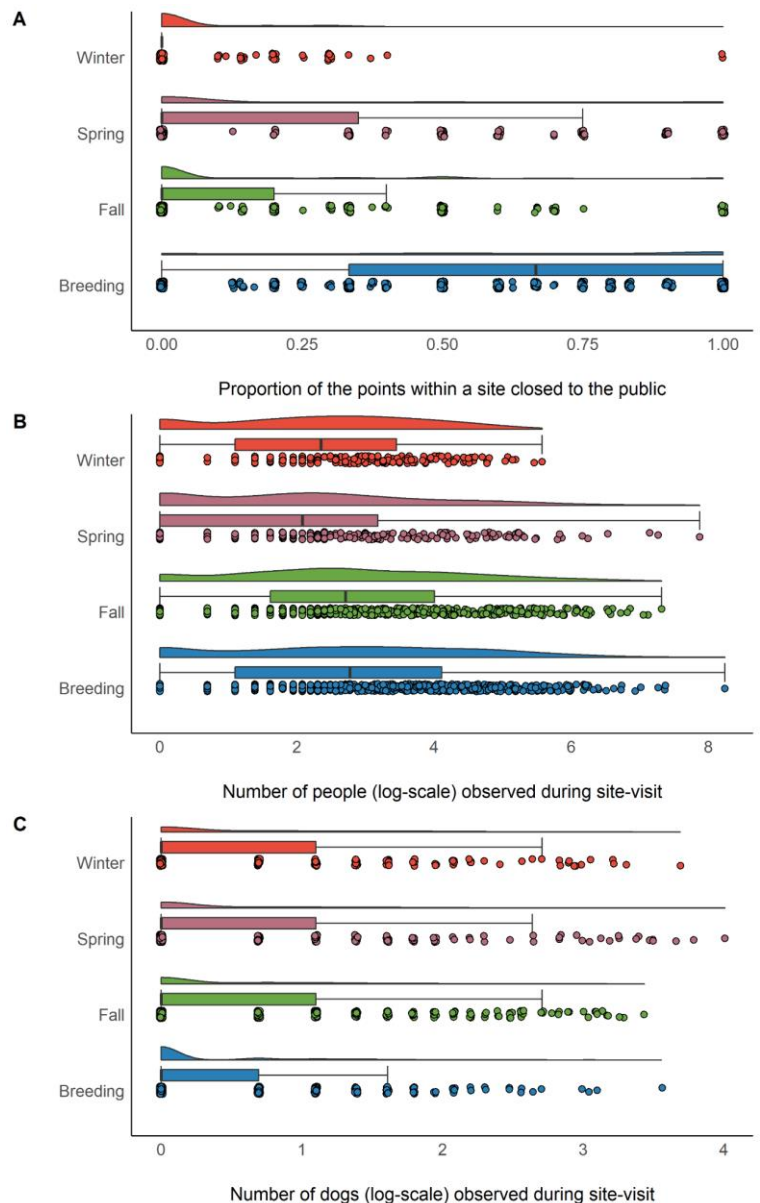 A
Winter
Spring
Fall
Breeding
0.00 0.25 0.50 0.75 1.00
Proportion of the points within a site closed to the public
B
Winter
Spring
Fall
Breeding
0 2 4 6 8
Number of people (log-scale) observed during site-visit
C
Winter
Spring
Fall
Breeding
0 1 2 3 4
Number of dogs (log-scale) observed during site-visit